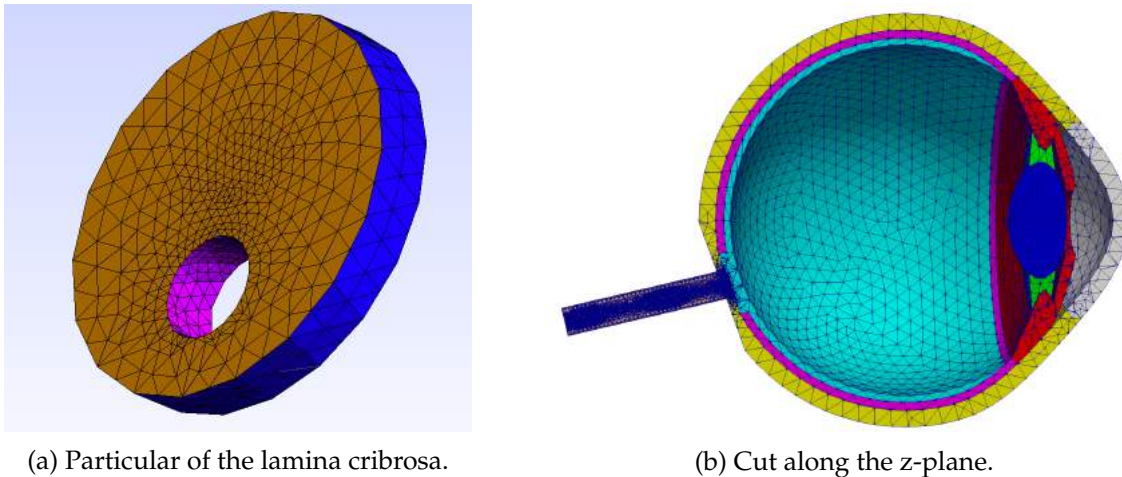 (a) Particular of the lamina cribrosa.
(b) Cut along the z-plane.